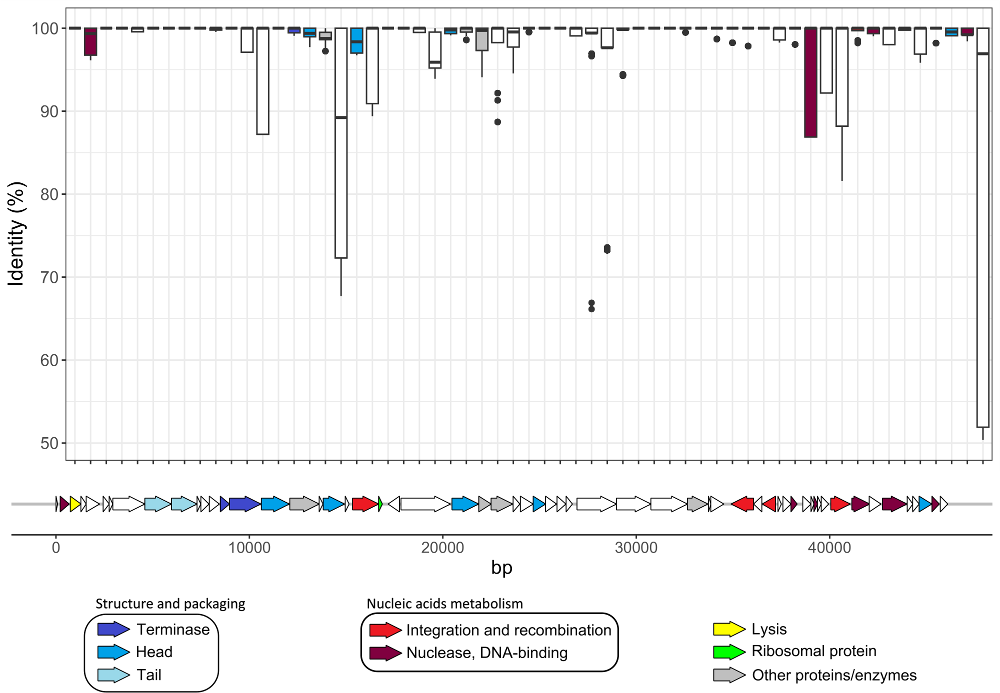 100
90
80
70
60
50
Identity (%)
0 10000 20000 30000 40000
bp
Structure and packaging
Terminase
Head
Tail
Nucleic acids metabolism
Integration and recombination
Nuclease, DNA-binding
Lysis
Ribosomal protein
Other proteins/enzymes